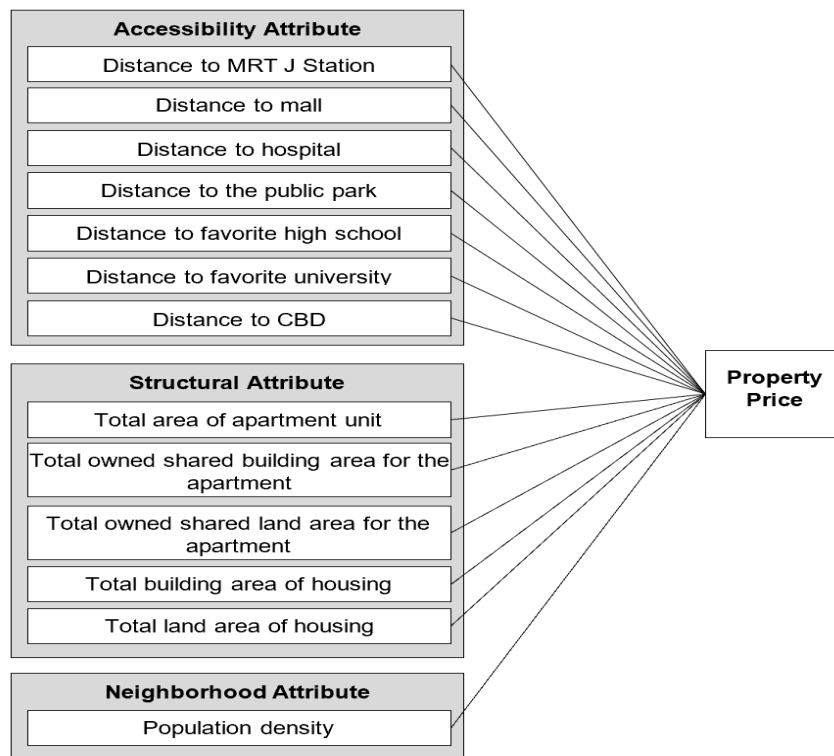 Accessibility Attribute
Distance to MRT J Station
Distance to mall
Distance to hospital
Distance to the public park
Distance to favorite high school
Distance to favorite university
Distance to CBD
Structural Attribute
Total area of apartment unit
Total owned shared building area for the
apartment
Total owned shared land area for the
apartment
Total building area of housing
Total land area of housing
Neighborhood Attribute
Population density
Property
Price